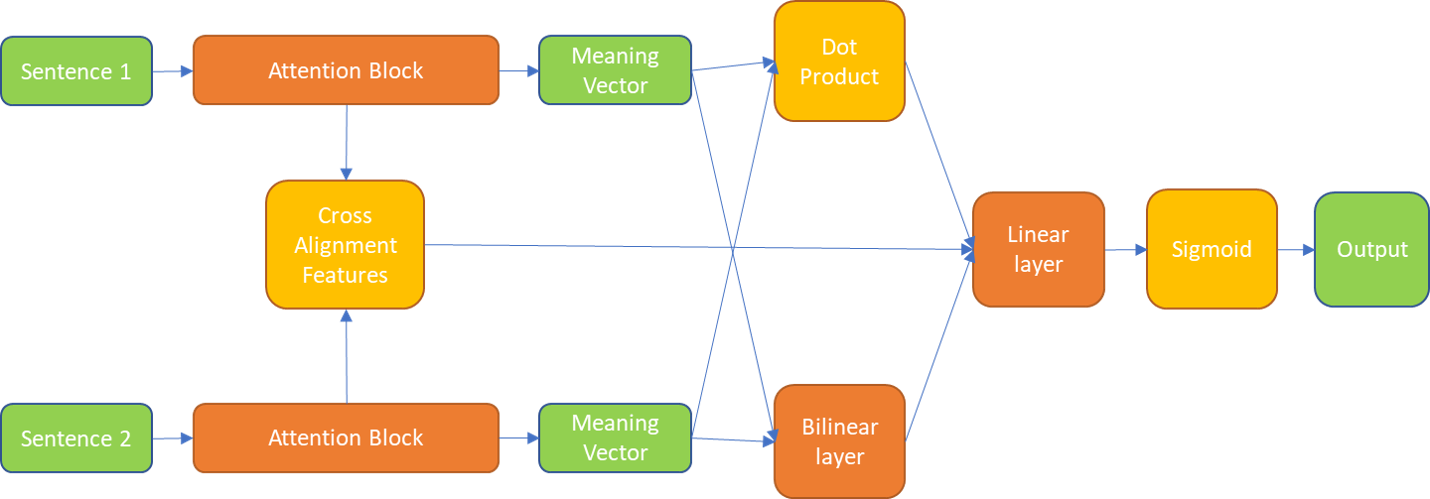 Sentence 1
Attention Block
Meaning
Vector
Dot
Product
Cross
Alignment
Features
Linear
layer
Sigmoid
Output
Sentence 2
Attention Block
Meaning
Vector
Bilinear
layer